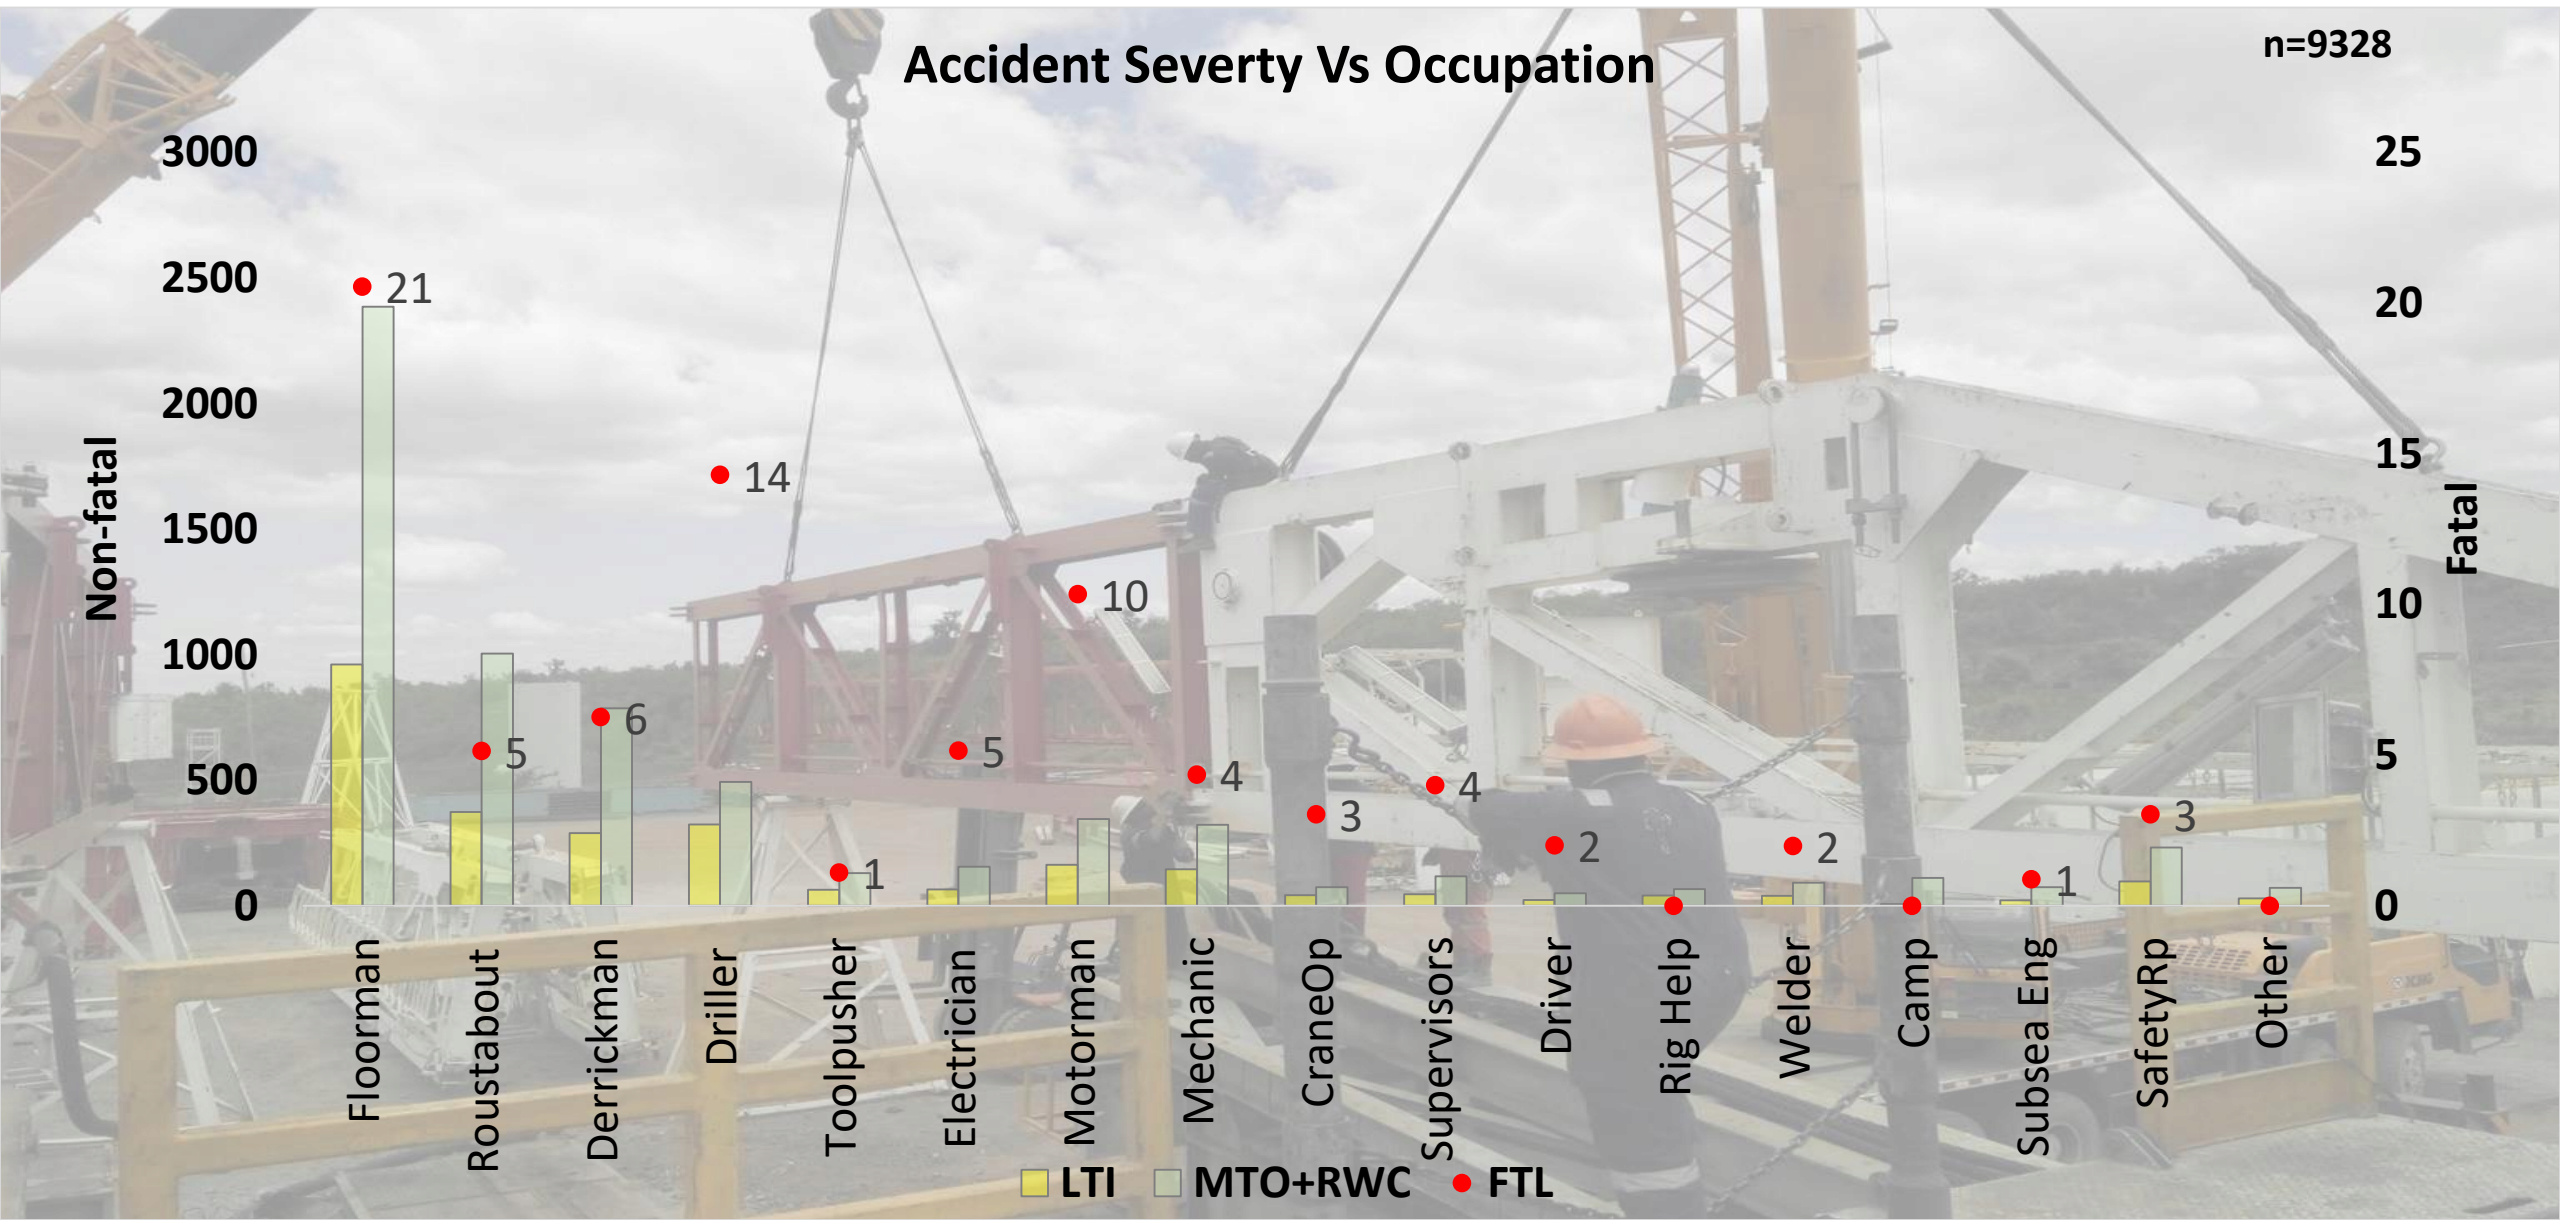 Accident Severty Vs Occupation
n=9328
Non-fatal
3000
2500
2000
1500
1000
500
0
21
5
6
14
1
5
10
4
3
4
2
2
1
3
25
20
15
10
5
0
Fatal
Floorman
Roustabout
Derrickman
Driller
Toolpusher
Electrician
Motorman
Mechanic
CraneOp
Supervisors
Driver
Rig Help
Welder
Camp
Subsea Eng
SafetyRp
Other
LTI MTO+RWC FTL